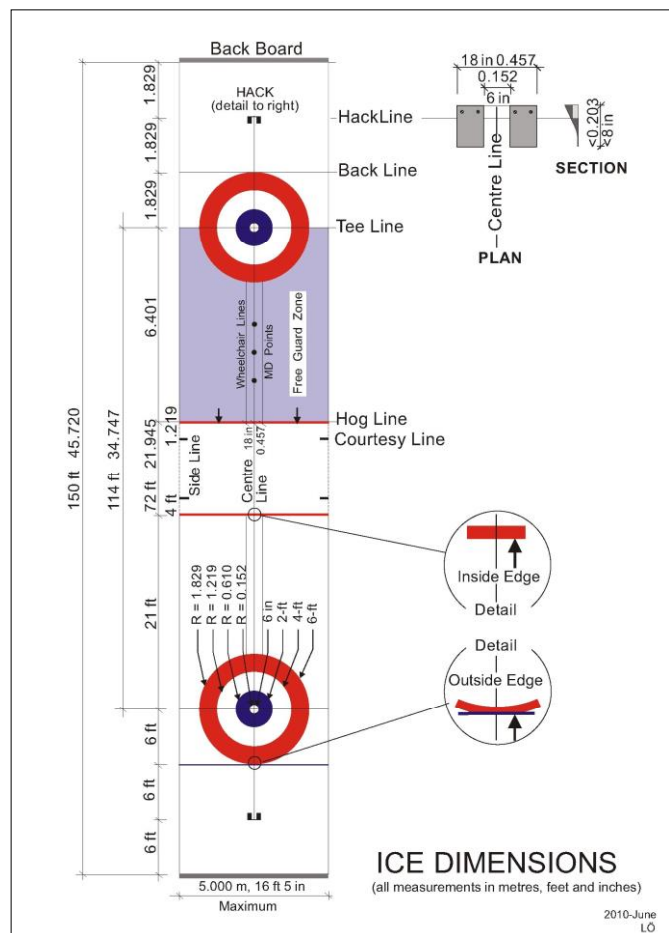 Back Board
18 in 0.457
0.152
6 in
HACK
(detail to right)
HackLine
<0.203
<8 in
SECTION
Centre Line
PLAN
Back Line
Tee Line
1.829
1.829
1.829
6.401
1.219
21.945
34.747
45.720
150 ft
114 ft
72 ft
4 ft
21 ft
6 ft
6 ft
6 ft
Wheelchair Lines
MD Points
Free Guard Zone
Hog Line
Courtesy Line
Side Line
Centre
Line
18 in
0.457
Inside Edge
Detail
R = 1.829
R = 1.219
R = 0.610
R = 0.152
6 in
2-ft
4-ft
6-ft
Detail
Outside Edge
5.000 m, 16 ft 5 in
Maximum
ICE DIMENSIONS
(all measurements in metres, feet and inches)
2010-June
LÖ